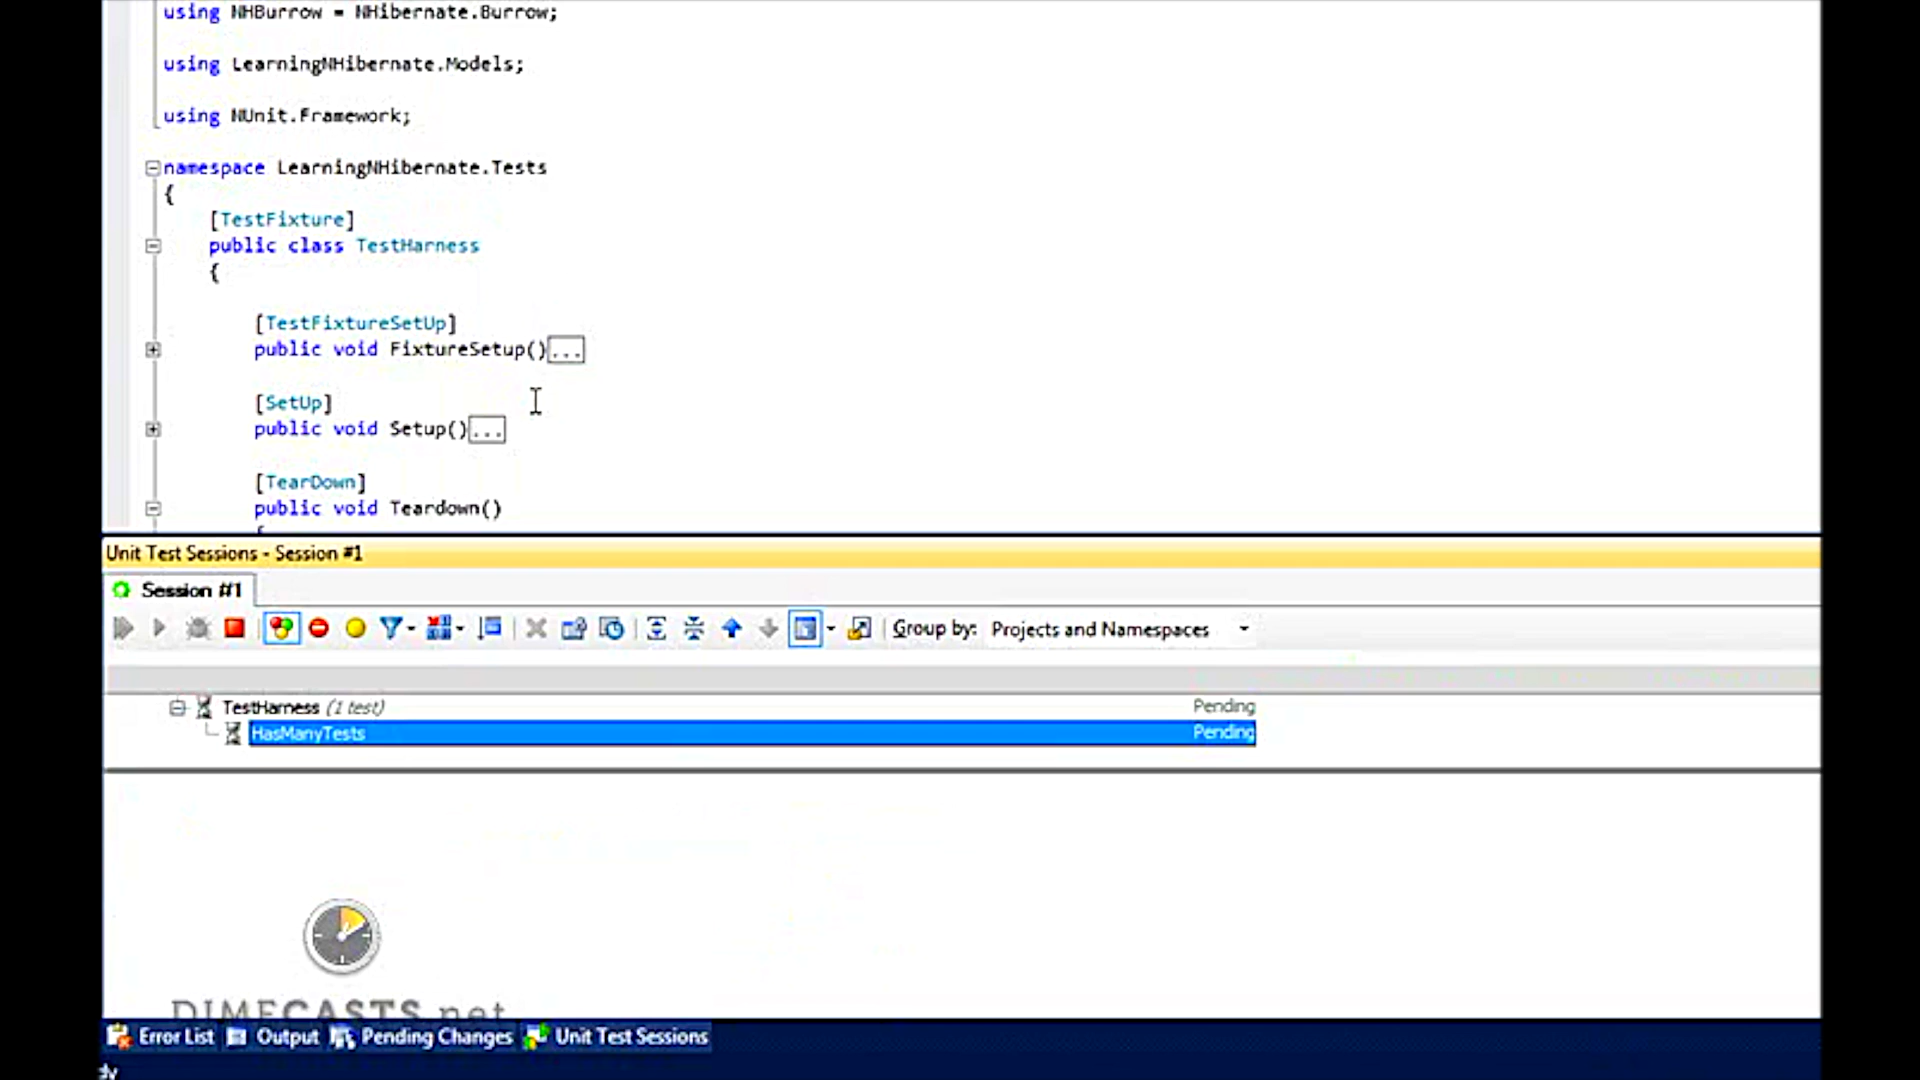 using NHBurrow = NHibernate.Burrow;
using LearningNHibernate.Models;
using NUnit.Framework;
namespace LearningNHibernate.Tests
{
[TestFixture]
public class TestHarness
{
[TestFixtureSetUp]
public void FixtureSetup()...
[SetUp]
public void Setup()...
[TearDown]
public void Teardown()
{
Unit Test Sessions - Session #1
Session #1
Group by: Projects and Namespaces
TestHarness (1 test) Pending
HasManyTests Pending
DIMECASTS.net
Error List Output Pending Changes Unit Test Sessions